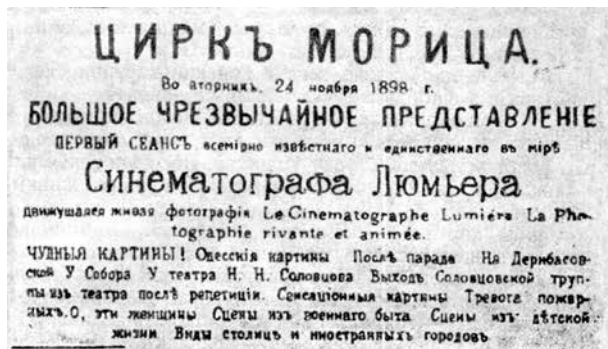 ЦИРКЪ МОРИЦА.
Во вторникъ, 24 ноября 1898 г.
БОЛЬШОЕ ЧРЕЗВЫЧАЙНОЕ ПРЕДСТАВЛЕНІЕ
ПЕРВЫЙ СЕАНСЪ всемірно извѣстнаго и единственнаго въ мірѣ
Синематографа Люмьера
движущаяся живая фотографія Le Cinematographe Lumiére La Pho-
tographie rivante et animée.
ЧУДНЫЯ КАРТИНЫ! Одесскія картины Послѣ парада На Дерибасов-
ской У Собора У театра Н. Н. Соловцова Выходъ Соловцовской труп-
пы изъ театра послѣ репетиціи. Сенсаціонныя картины Тревога пожар-
ныхъ. О, эти женщины Сцены изъ военнаго быта Сцены изъ дѣтской
жизни Виды столицъ и иностранныхъ городовъ